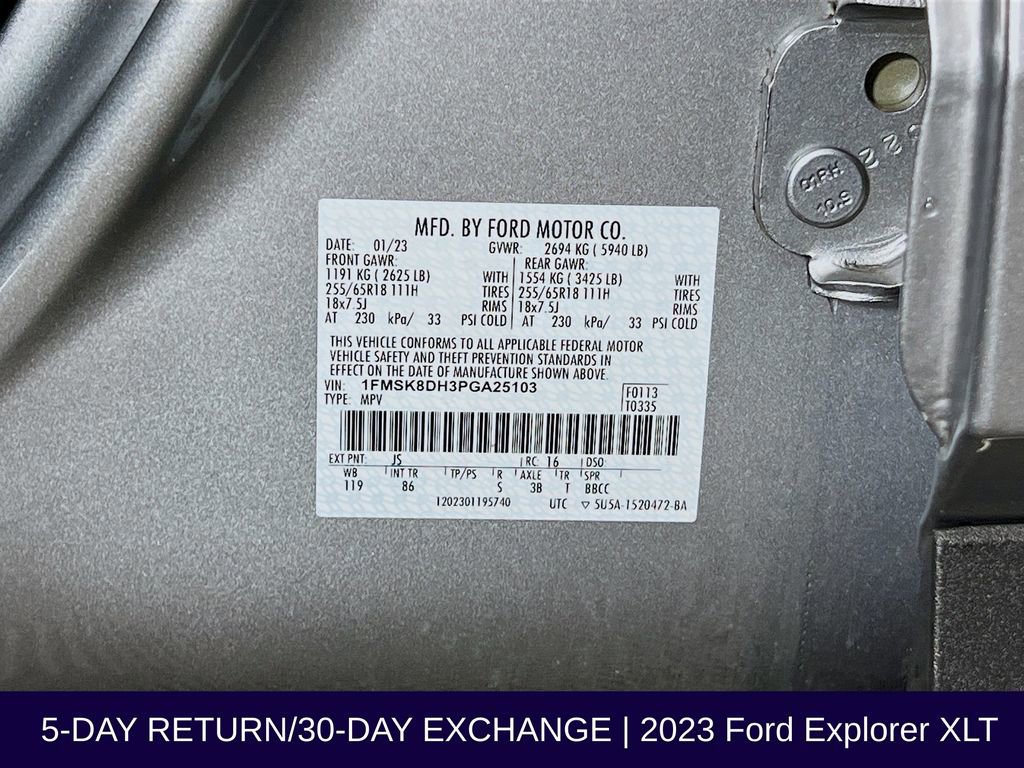 22
01RH
10.9
MFD. BY FORD MOTOR CO.
DATE: 01/23 GVWR: 2694 KG ( 5940 LB)
FRONT GAWR: REAR GAWR:
1191 KG ( 2625 LB) WITH 1554 KG ( 3425 LB) WITH
255/65R18 111H TIRES 255/65R18 111H TIRES
18x7.5J RIMS 18x7.5J RIMS
AT 230 kPa/ 33 PSI COLD AT 230 kPa/ 33 PSI COLD
THIS VEHICLE CONFORMS TO ALL APPLICABLE FEDERAL MOTOR
VEHICLE SAFETY AND THEFT PREVENTION STANDARDS IN
EFFECT ON THE DATE OF MANUFACTURE SHOWN ABOVE.
VIN: 1FMSK8DH3PGA25103 F0113
TYPE: MPV T0335
EXT PNT: JS RC: 16 DSO
WB INT TR TP/PS R AXLE TR SPR
119 86 S 3B T BBCC
1202301195740 UTC ▽ 5U5A-1520472-BA
5-DAY RETURN/30-DAY EXCHANGE | 2023 Ford Explorer XLT